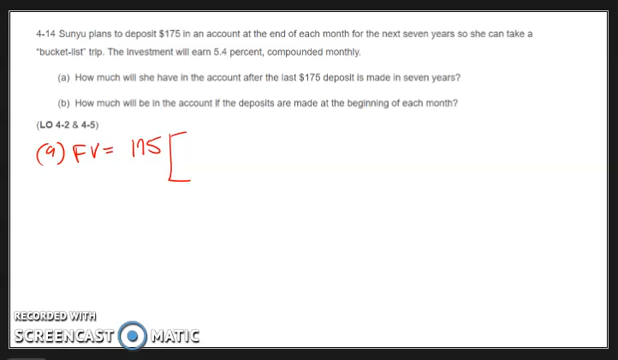 4-14 Sunyu plans to deposit $175 in an account at the end of each month for the next seven years so she can take a
"bucket-list" trip. The investment will earn 5.4 percent, compounded monthly.
(a) How much will she have in the account after the last $175 deposit is made in seven years?
(b) How much will be in the account if the deposits are made at the beginning of each month?
(LO 4-2 & 4-5)
(a) FV = 175 [
RECORDED WITH
SCREENCAST MATIC